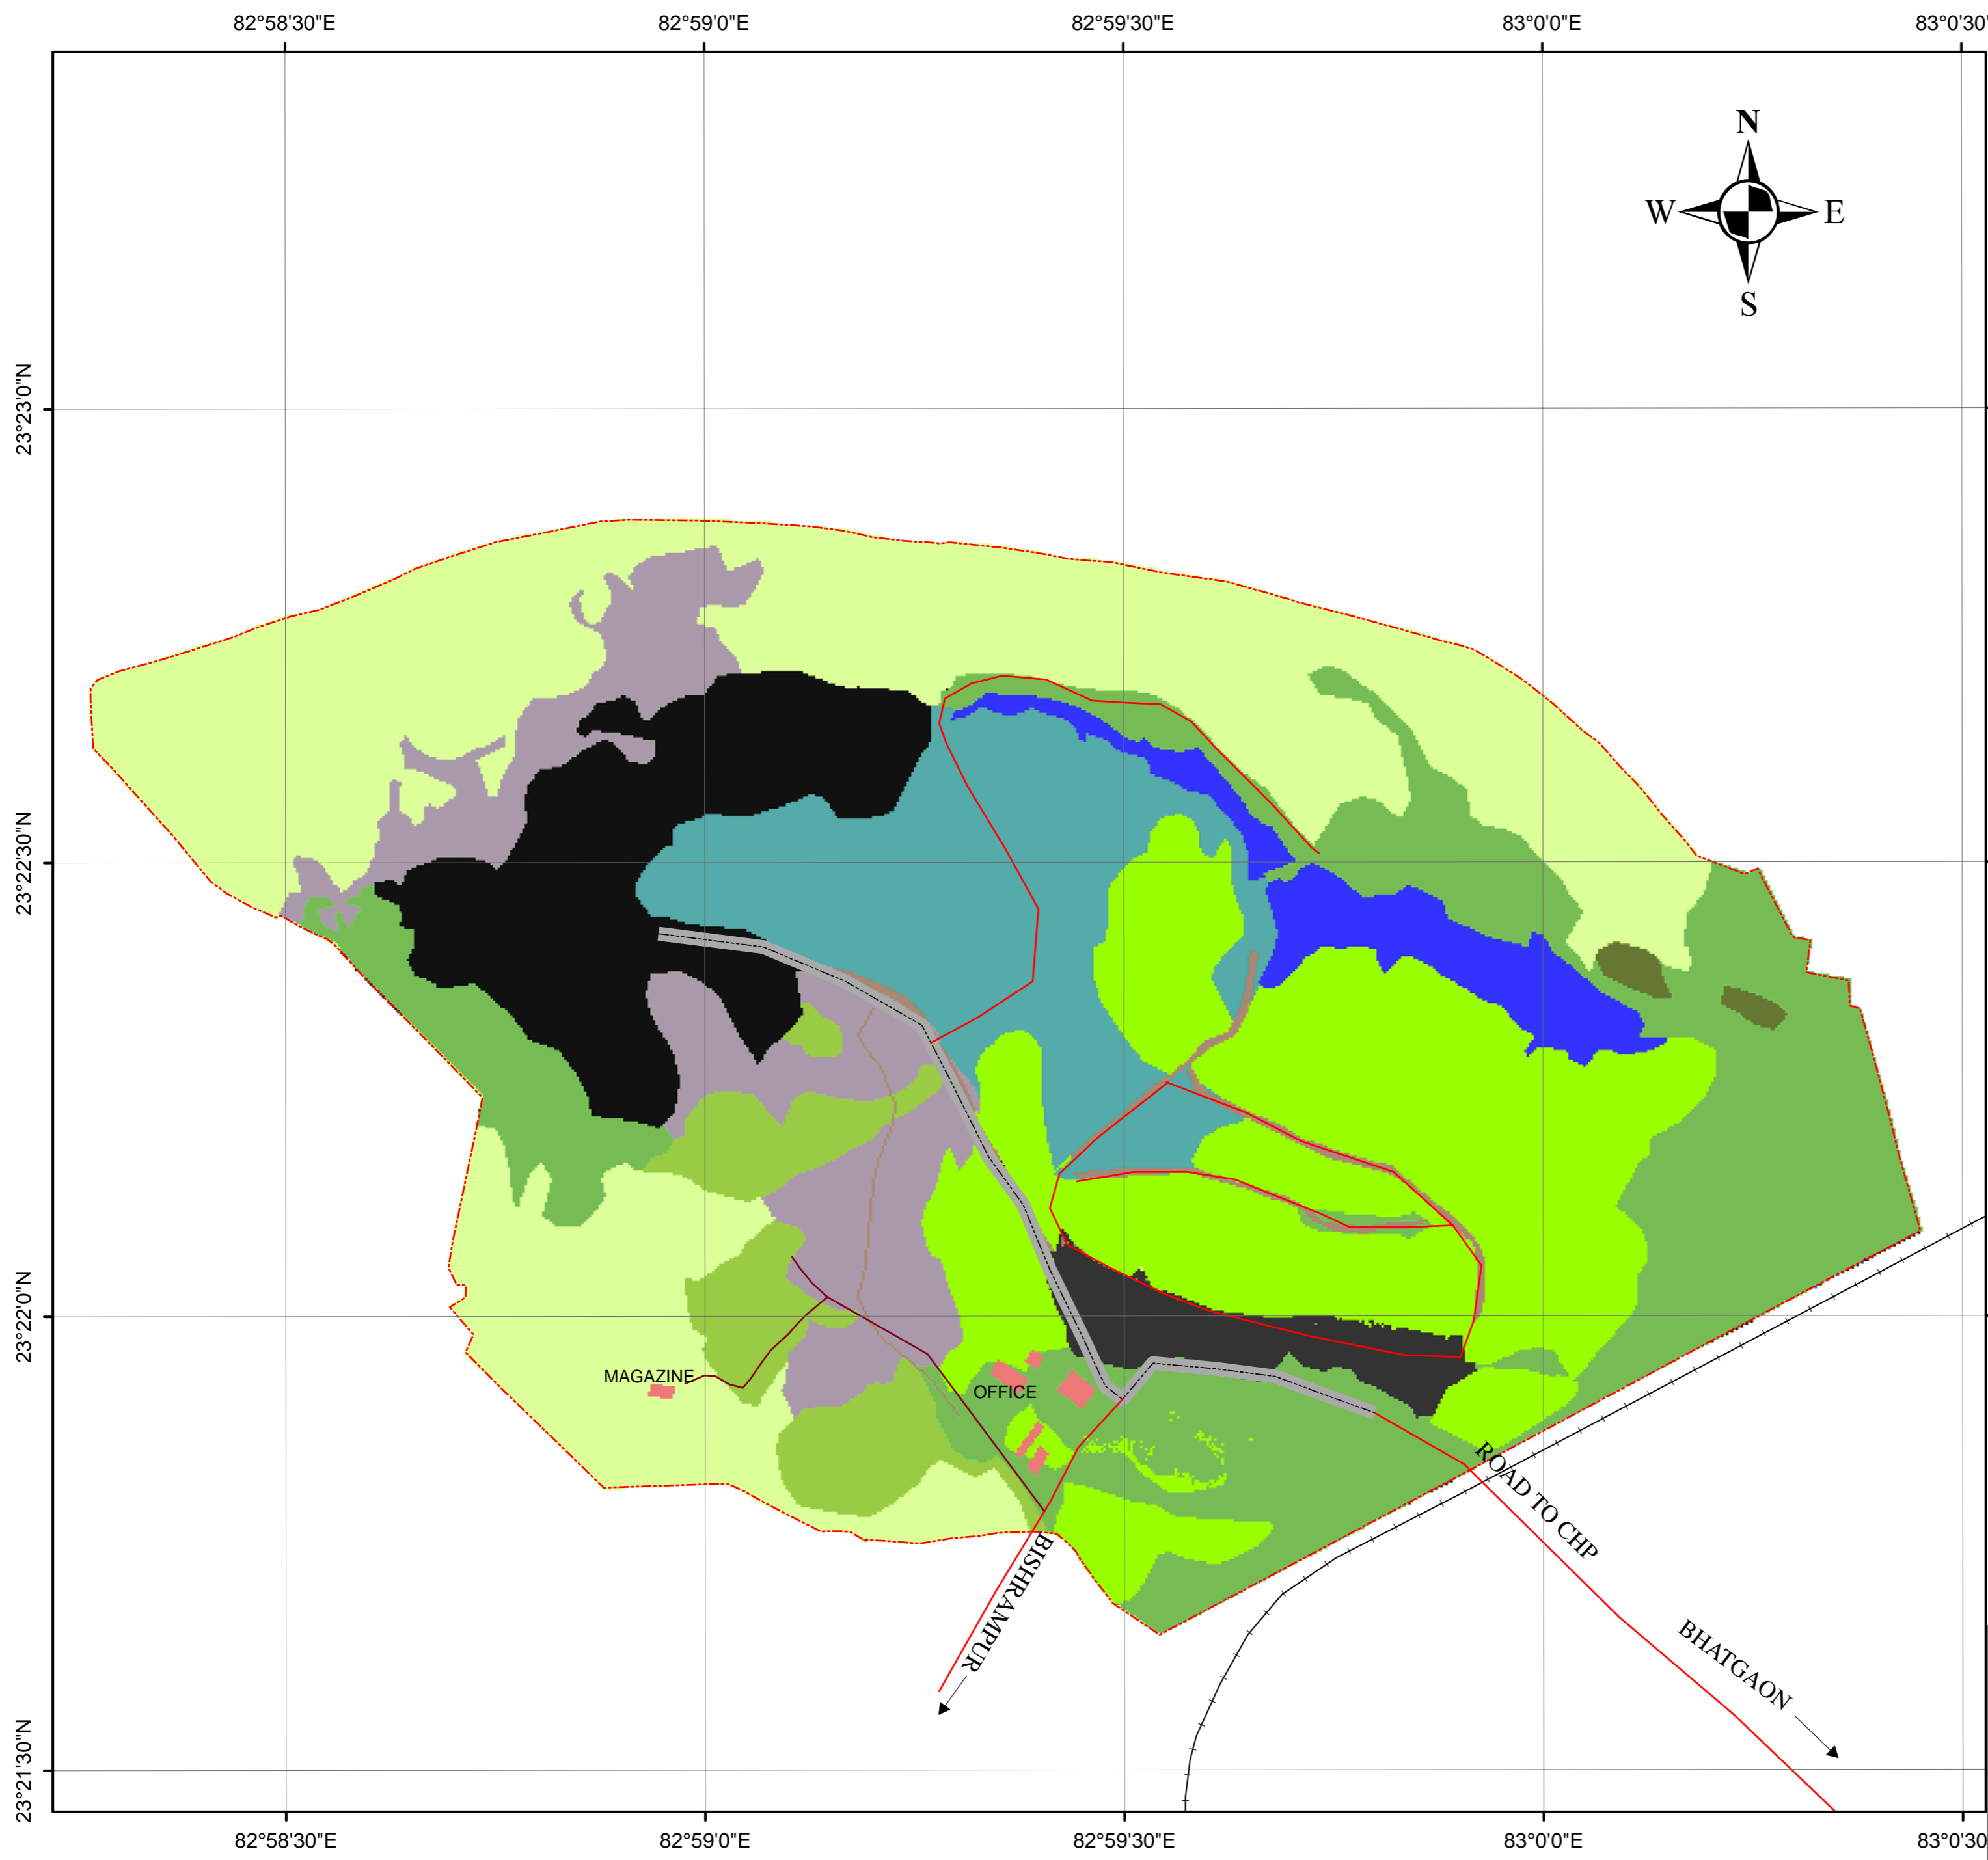 82°58'30"E 82°59'0"E 82°59'30"E 83°0'0"E 83°0'30"
N
W E
S
23°23'0"N
23°22'30"N
23°22'0"N
23°21'30"N
MAGAZINE
OFFICE
ROAD TO CHP
BISHRAMPUR
BHATGAON
82°58'30"E 82°59'0"E 82°59'30"E 83°0'0"E 83°0'30